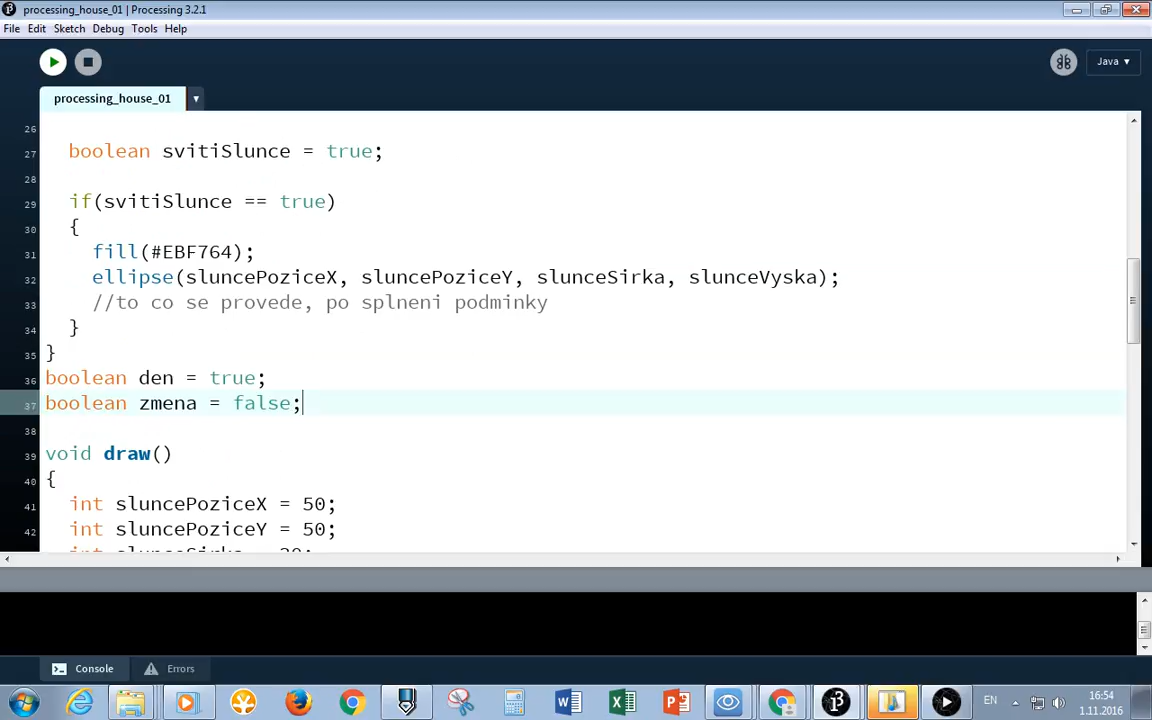 processing_house_01 | Processing 3.2.1
File Edit Sketch Debug Tools Help
Java ▾
processing_house_01 ▾
26
27 boolean svitiSlunce = true;
28
29 if(svitiSlunce == true)
30 {
31 fill(#EBF764);
32 ellipse(sluncePoziceX, sluncePoziceY, slunceSirka, slunceVyska);
33 //to co se provede, po splneni podminky
34 }
35 }
36 boolean den = true;
37 boolean zmena = false;
38
39 void draw()
40 {
41 int sluncePoziceX = 50;
42 int sluncePoziceY = 50;
Console Errors
EN 16:54
1.11.2016